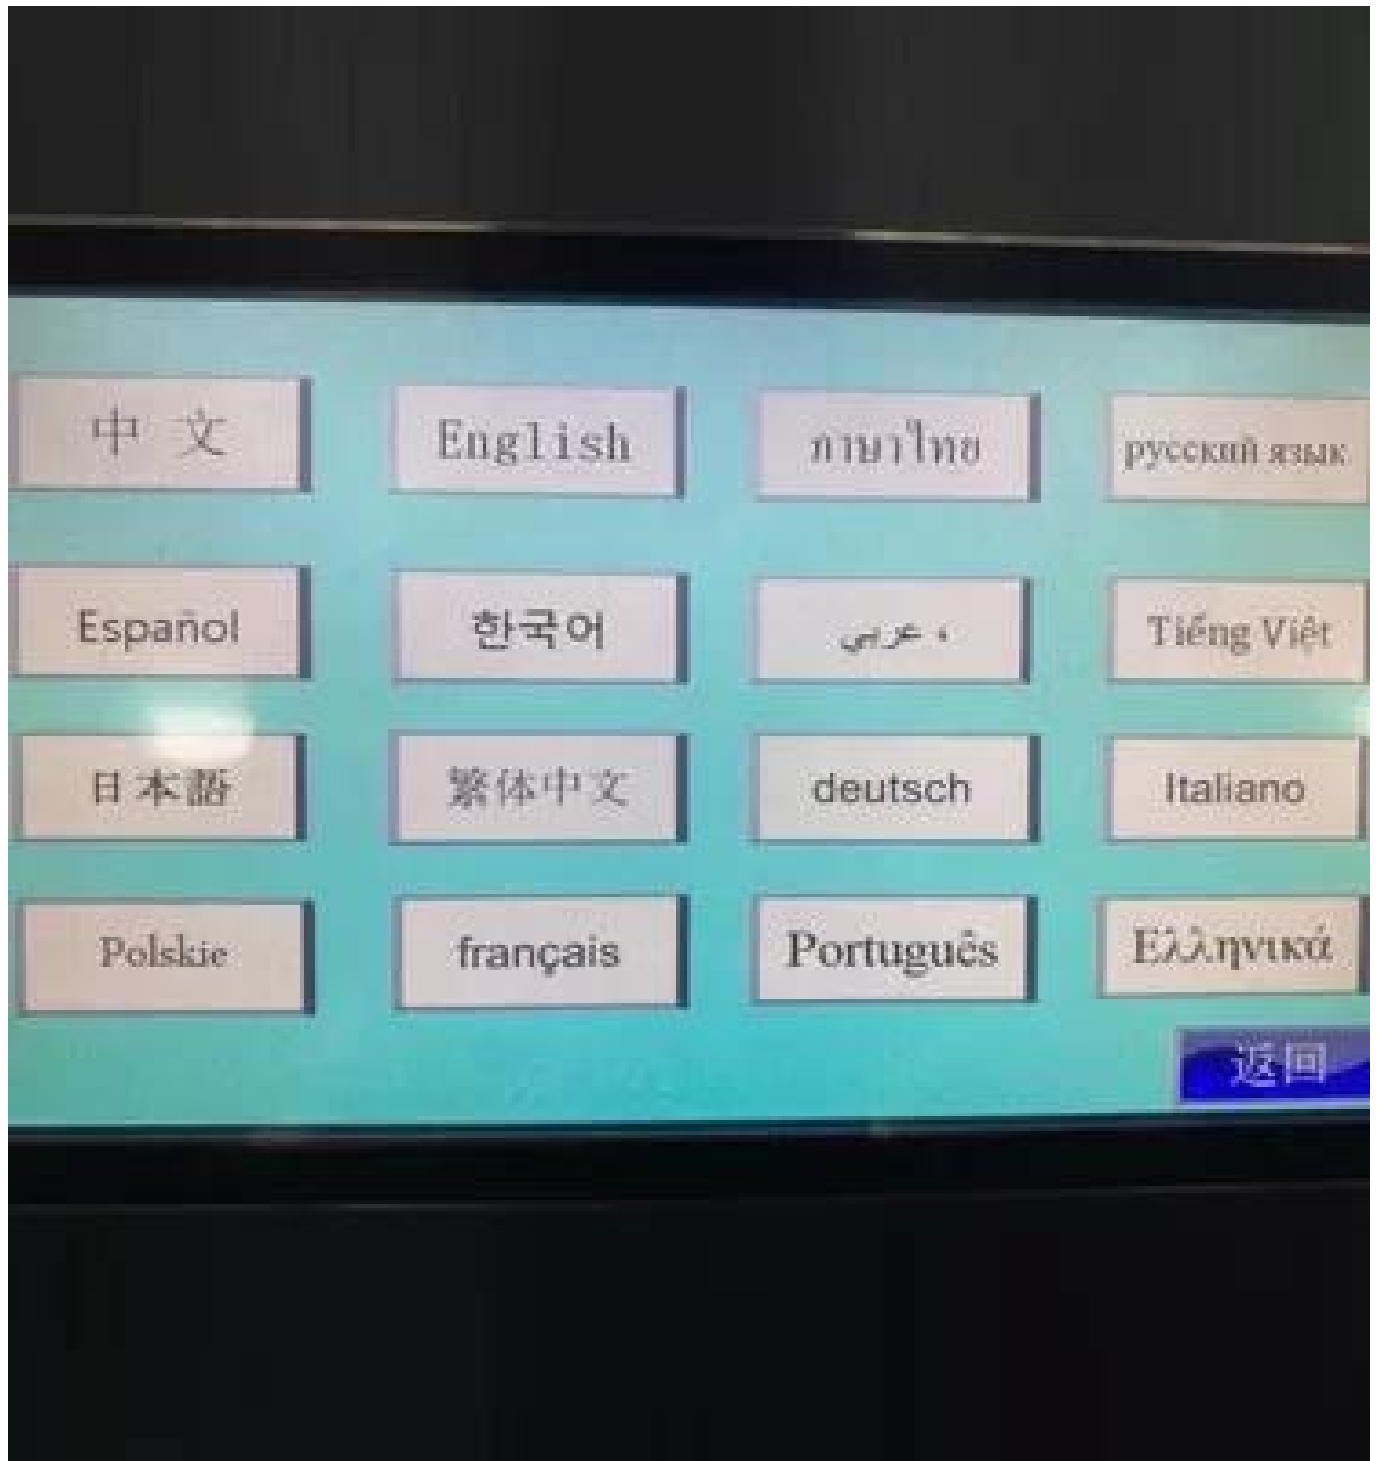 中文 English ภาษาไทย русский язык
Español 한국어 عربي ، Tiếng Việt
日本語 繁体中文 deutsch Italiano
Polskie français Português Ελληνικά
返回